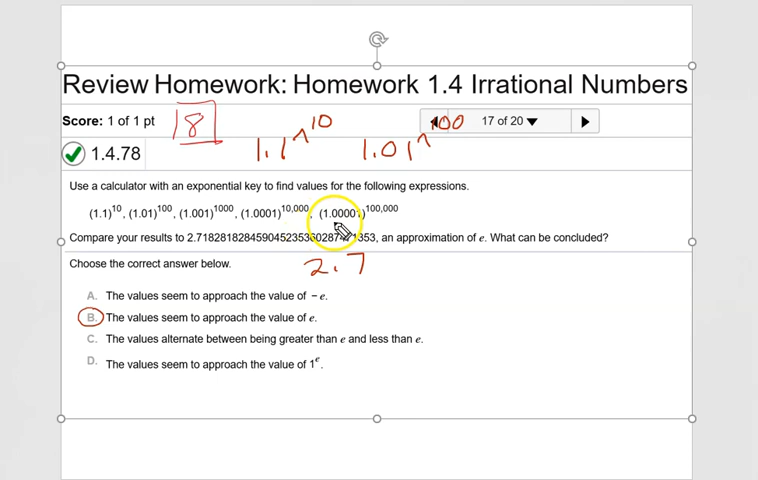 Review Homework: Homework 1.4 Irrational Numbers
Score: 1 of 1 pt
8
1.1^10
1.01^100
17 of 20
1.4.78
Use a calculator with an exponential key to find values for the following expressions.
(1.1)^10, (1.01)^100, (1.001)^1000, (1.0001)^10,000, (1.00001)^100,000
Compare your results to an approximation of e. What can be concluded?
2.7
Choose the correct answer below.
A. The values seem to approach the value of − e.
B. The values seem to approach the value of e.
C. The values alternate between being greater than e and less than e.
D. The values seem to approach the value of 1^e.